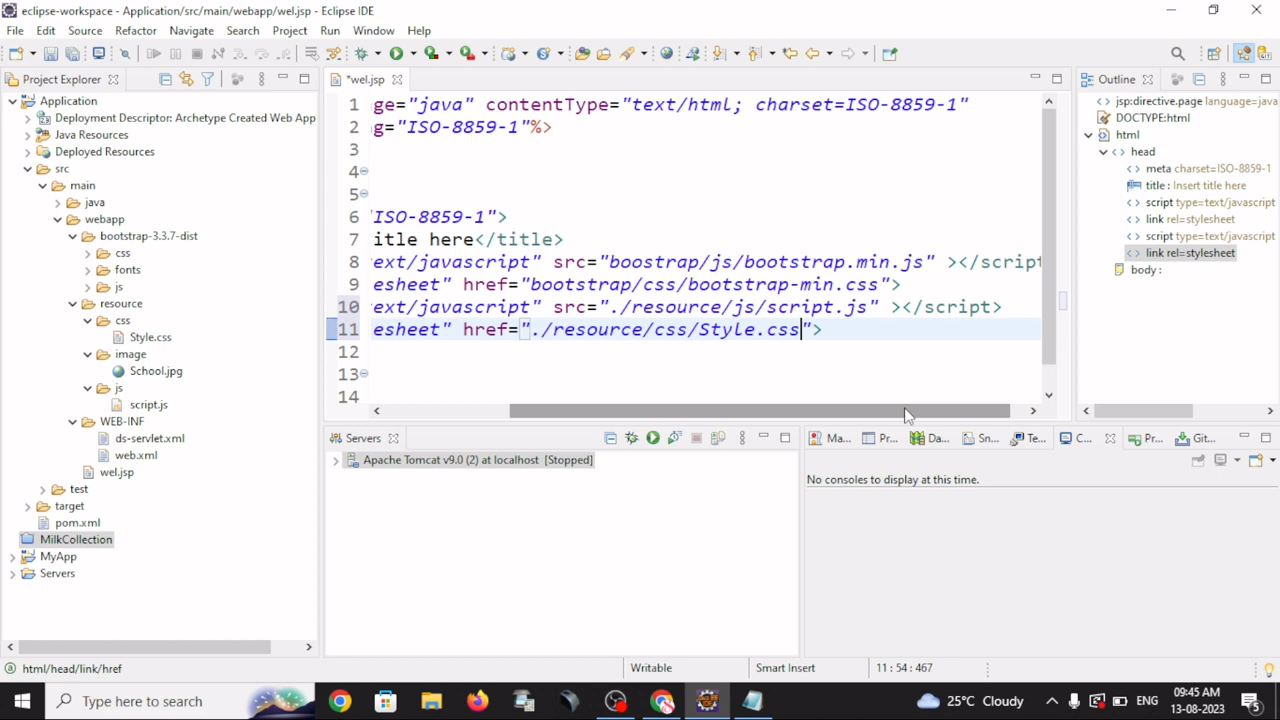 eclipse-workspace - Application/src/main/webapp/wel.jsp - Eclipse IDE
File Edit Source Refactor Navigate Search Project Run Window Help
Project Explorer
Application
Deployment Descriptor: Archetype Created Web App
Java Resources
Deployed Resources
src
main
java
webapp
bootstrap-3.3.7-dist
css
fonts
js
resource
css
Style.css
image
School.jpg
js
script.js
WEB-INF
ds-servlet.xml
web.xml
wel.jsp
test
target
pom.xml
MilkCollection
MyApp
Servers
*wel.jsp
1 ge="java" contentType="text/html; charset=ISO-8859-1"
2 g="ISO-8859-1"%>
3
4
5
6 "ISO-8859-1">
7 itle here</title>
8 ext/javascript" src="boostrap/js/bootstrap.min.js" ></script
9 esheet" href="bootstrap/css/bootstrap-min.css">
10 ext/javascript" src="./resource/js/script.js" ></script>
11 esheet" href="./resource/css/Style.css">
12
13
14
Outline
jsp:directive.page language=java
DOCTYPE:html
html
head
meta charset=ISO-8859-1
title : Insert title here
script type=text/javascript
link rel=stylesheet
script type=text/javascript
link rel=stylesheet
body :
Servers
Apache Tomcat v9.0 (2) at localhost [Stopped]
Ma... Pr... Da... Sn... Te... C... Pr... Git...
No consoles to display at this time.
html/head/link/href
Writable
Smart Insert
11 : 54 : 467
Type here to search
25°C Cloudy
ENG
09:45 AM
13-08-2023
5